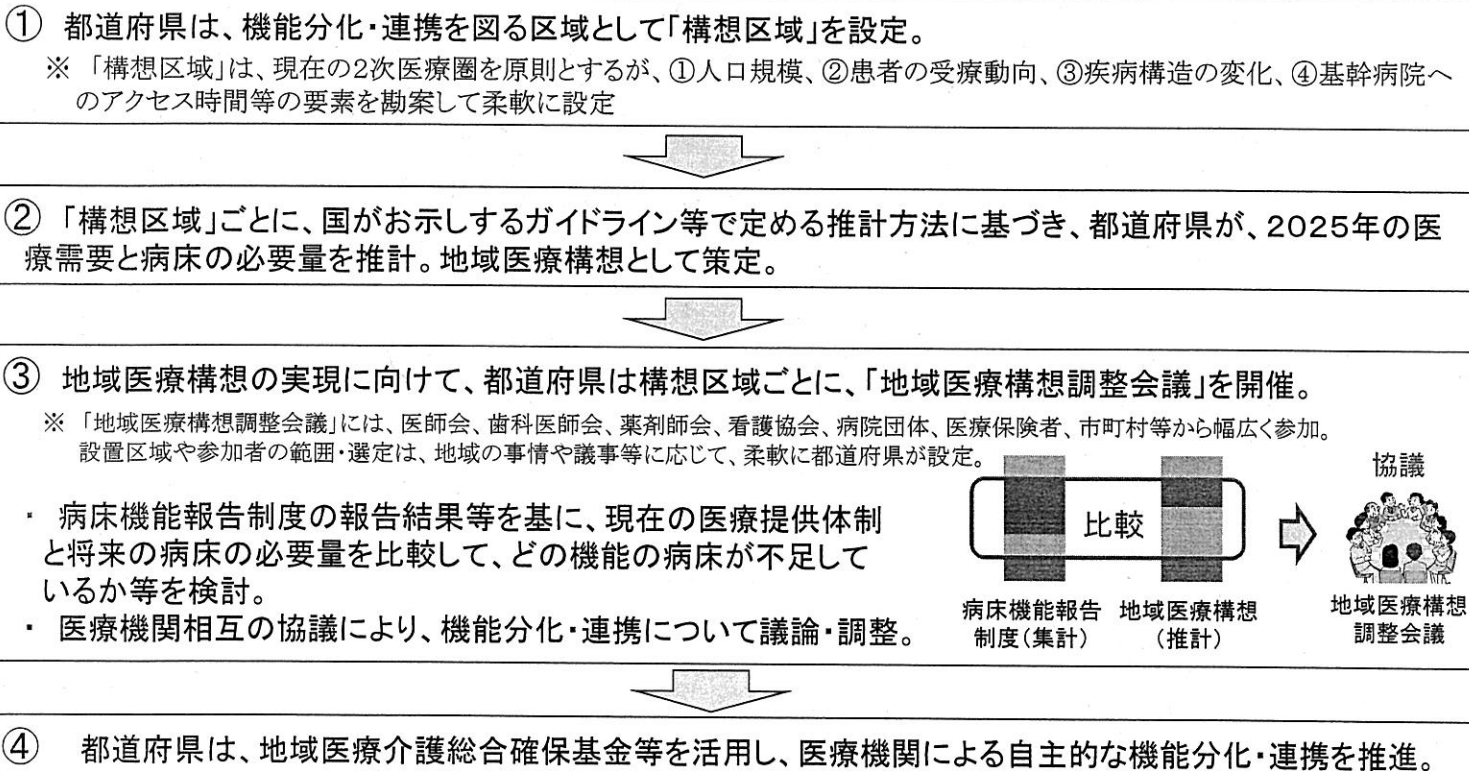 ① 都道府県は、機能分化・連携を図る区域として「構想区域」を設定。
※ 「構想区域」は、現在の2次医療圏を原則とするが、①人口規模、②患者の受療動向、③疾病構造の変化、④基幹病院へ
のアクセス時間等の要素を勘案して柔軟に設定
② 「構想区域」ごとに、国がお示しするガイドライン等で定める推計方法に基づき、都道府県が、2025年の医
療需要と病床の必要量を推計。地域医療構想として策定。
③ 地域医療構想の実現に向けて、都道府県は構想区域ごとに、「地域医療構想調整会議」を開催。
※ 「地域医療構想調整会議」には、医師会、歯科医師会、薬剤師会、看護協会、病院団体、医療保険者、市町村等から幅広く参加。
設置区域や参加者の範囲・選定は、地域の事情や議事等に応じて、柔軟に都道府県が設定。
・ 病床機能報告制度の報告結果等を基に、現在の医療提供体制
と将来の病床の必要量を比較して、どの機能の病床が不足して
いるか等を検討。
・ 医療機関相互の協議により、機能分化・連携について議論・調整。
比較
病床機能報告
制度(集計)
地域医療構想
(推計)
協議
地域医療構想
調整会議
④ 都道府県は、地域医療介護総合確保基金等を活用し、医療機関による自主的な機能分化・連携を推進。